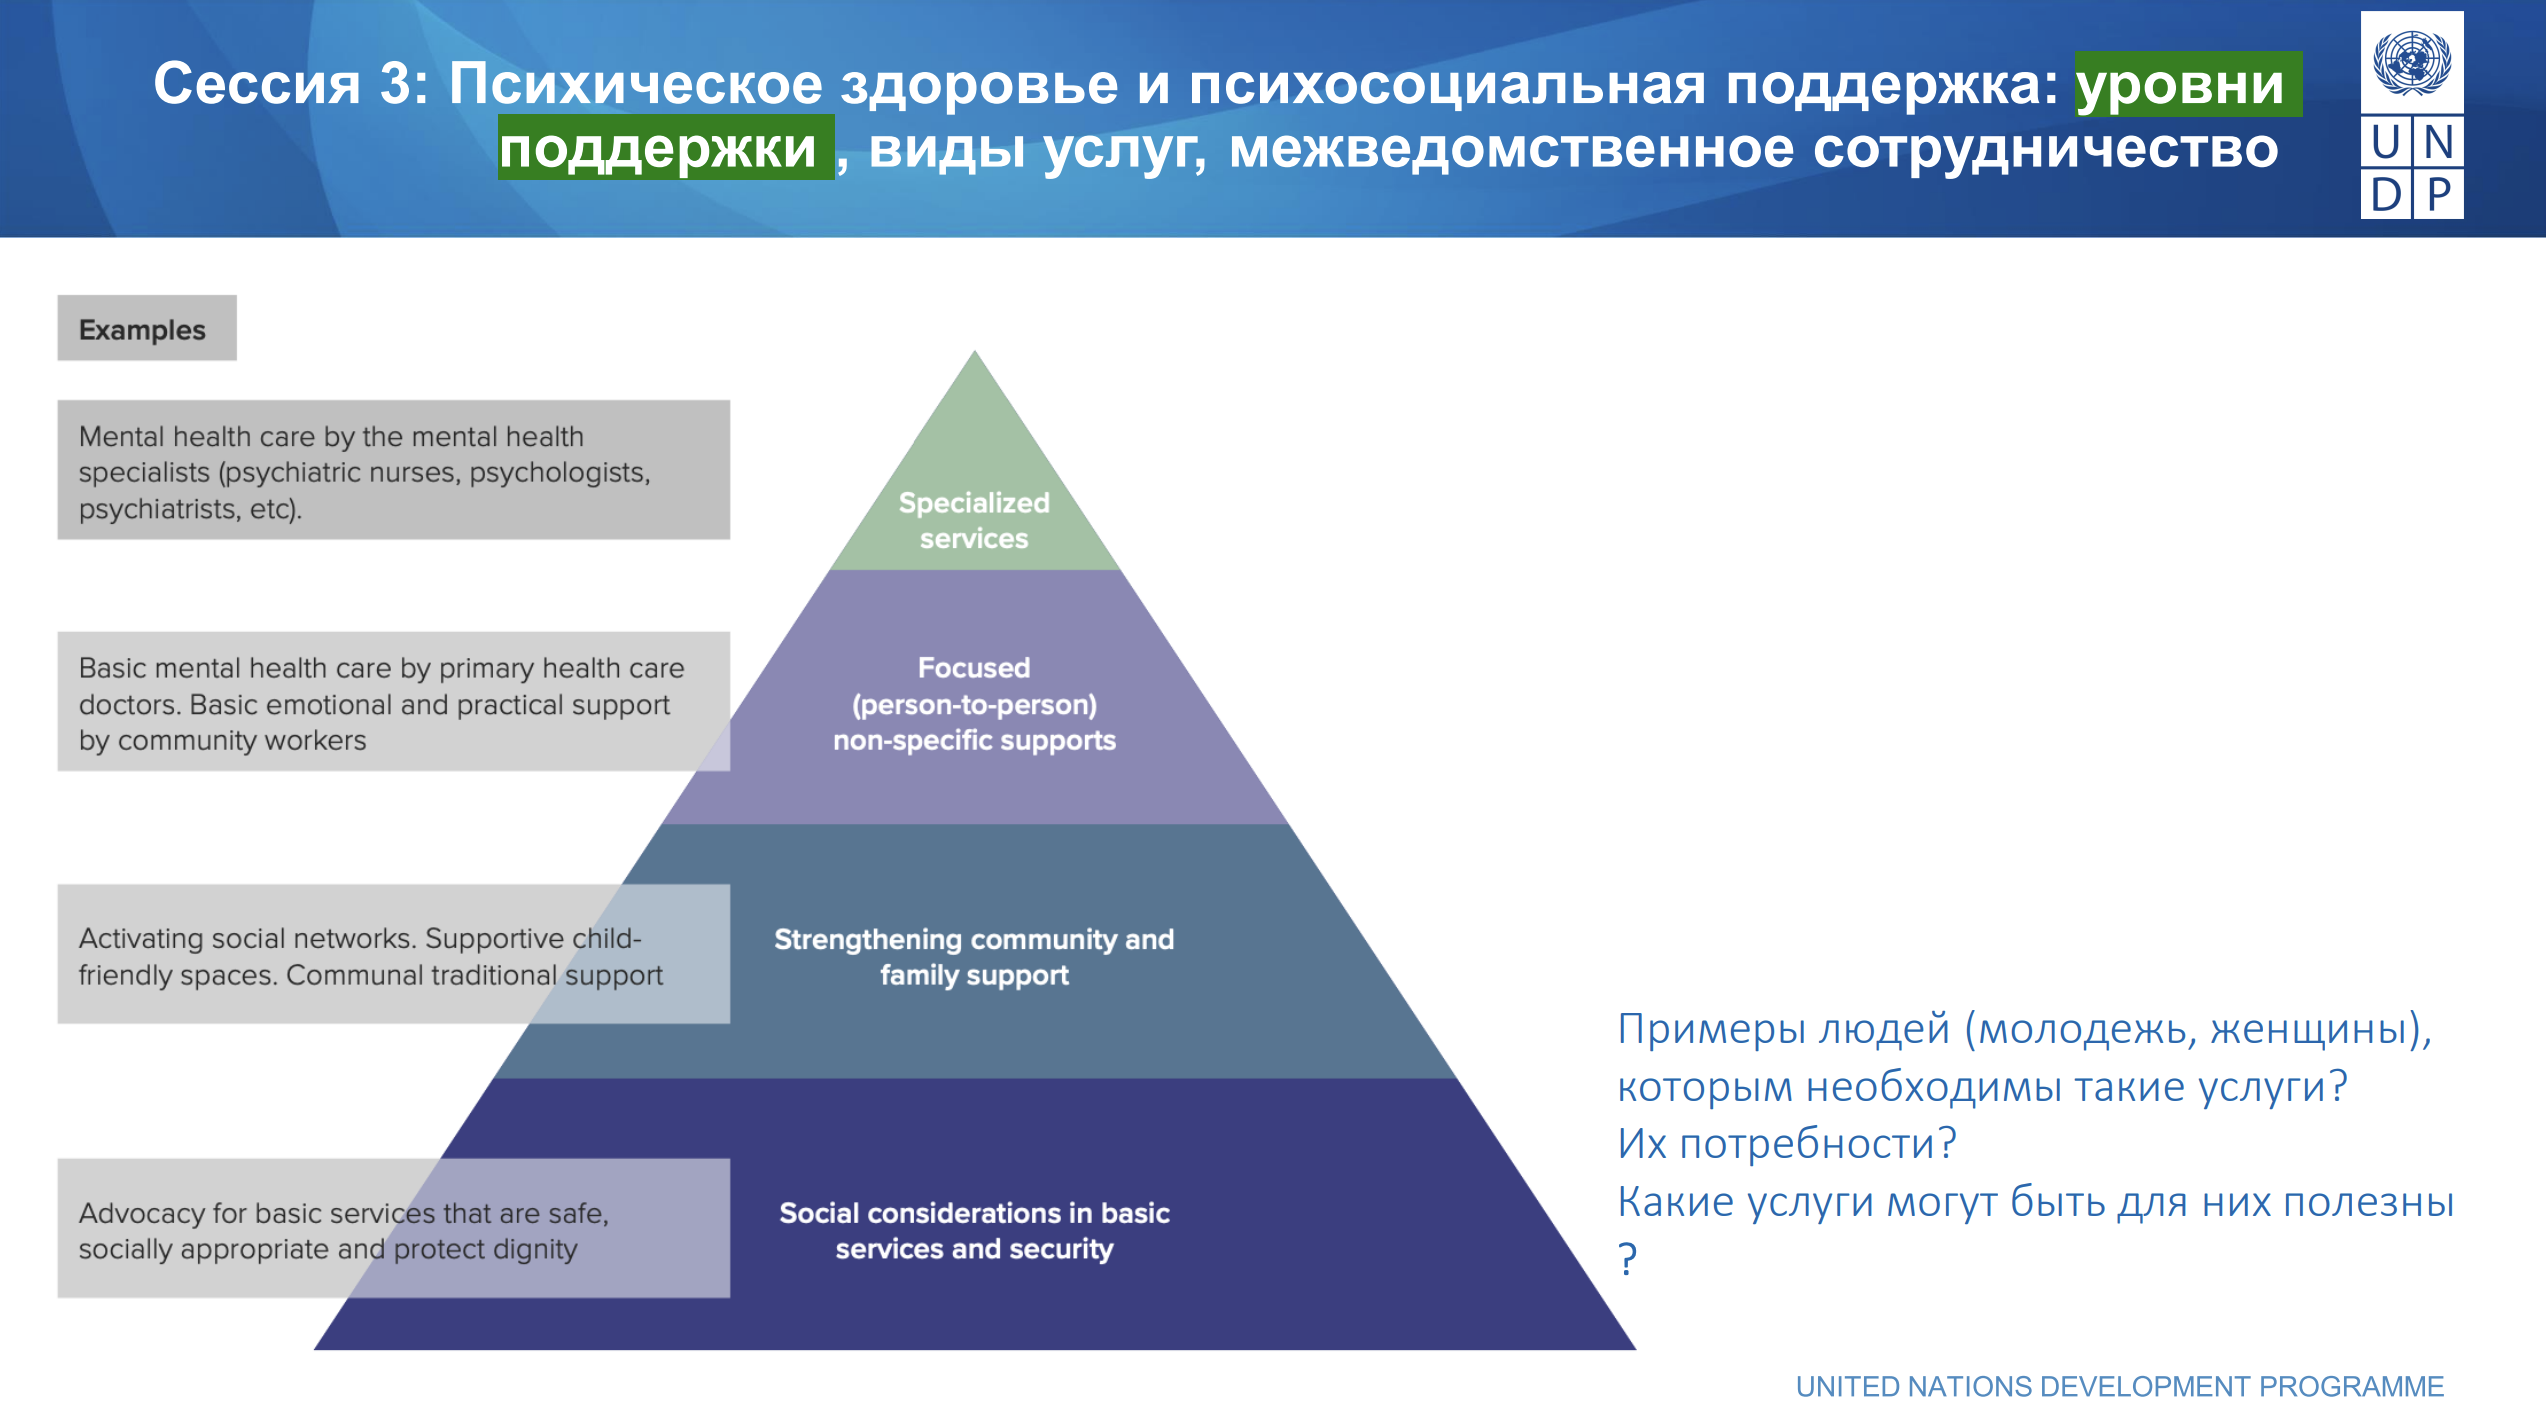 Сессия 3: Психическое здоровье и психосоциальная поддержка: уровни
поддержки , виды услуг, межведомственное сотрудничество
U N
D P
Examples
Mental health care by the mental health
specialists (psychiatric nurses, psychologists,
psychiatrists, etc).
Specialized
services
Basic mental health care by primary health care
doctors. Basic emotional and practical support
by community workers
Focused
(person-to-person)
non-specific supports
Activating social networks. Supportive child-
friendly spaces. Communal traditional support
Strengthening community and
family support
Advocacy for basic services that are safe,
socially appropriate and protect dignity
Social considerations in basic
services and security
Примеры людей (молодежь, женщины),
которым необходимы такие услуги?
Их потребности?
Какие услуги могут быть для них полезны
?
UNITED NATIONS DEVELOPMENT PROGRAMME